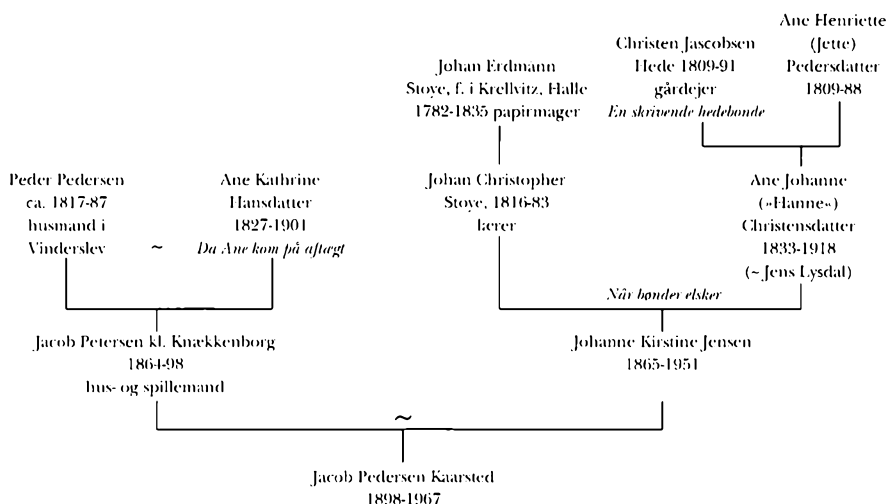 Ane Henriette
(Jette)
Pedersdatter
1809-88
Christen Jascobsen
Hede 1809-91
gårdejer
En skrivende hedebonde
Johan Erdmann
Stoye, f. i Krellvitz, Halle
1782-1835 papirmager
Peder Pedersen
ca. 1817-87
husmand i
Vinderslev
~
Ane Kathrine
Hansdatter
1827-1901
Da Ane kom på aftægt
Johan Christopher
Stoye, 1816-83
lærer
Ane Johanne
(»Hanne«)
Christensdatter
1833-1918
(~ Jens Lysdal)
Når bønder elsker
Jacob Petersen kl. Knækkenborg
1864-98
hus- og spillemand
Johanne Kirstine Jensen
1865-1951
~
Jacob Pedersen Kaarsted
1898-1967